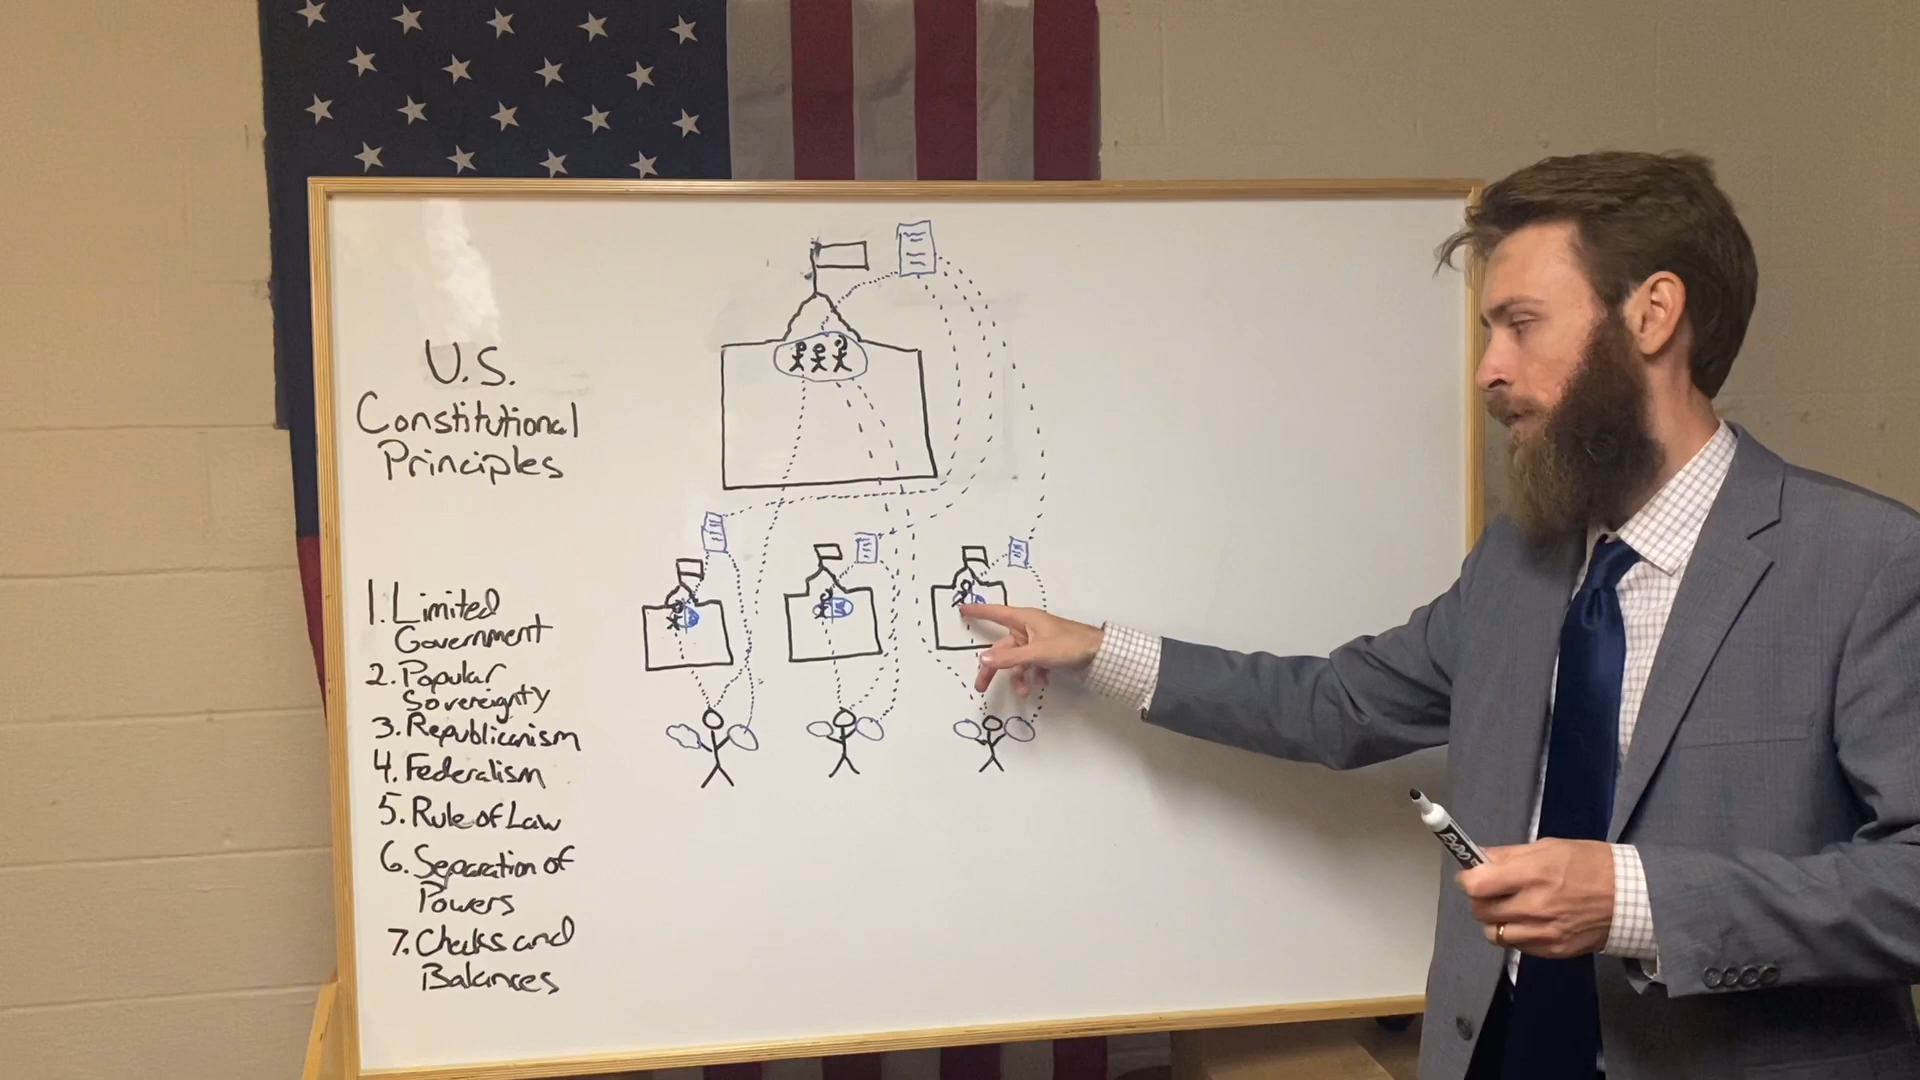 U.S.
Constitutional
Principles
1. Limited
Government
2. Popular
Sovereignty
3. Republicanism
4. Federalism
5. Rule of Law
6. Separation of
Powers
7. Checks and
Balances
EXPO